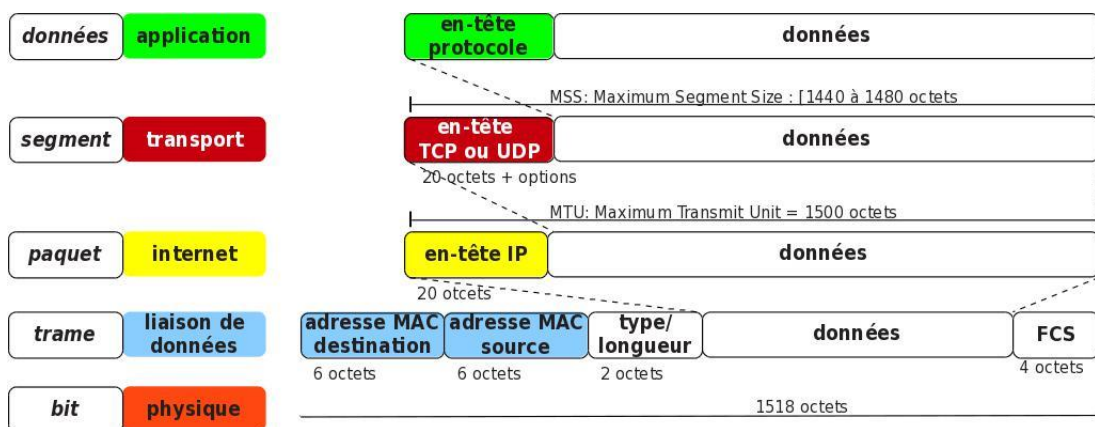 données application en-tête données
protocole
MSS: Maximum Segment Size : [1440 à 1480 octets
segment transport en-tête données
TCP ou UDP
20 octets + options
MTU: Maximum Transmit Unit = 1500 octets
paquet internet en-tête IP données
20 otcets
trame liaison de adresse MAC adresse MAC type/ données FCS
données destination source longueur
6 octets 6 octets 2 octets 4 octets
bit physique 1518 octets